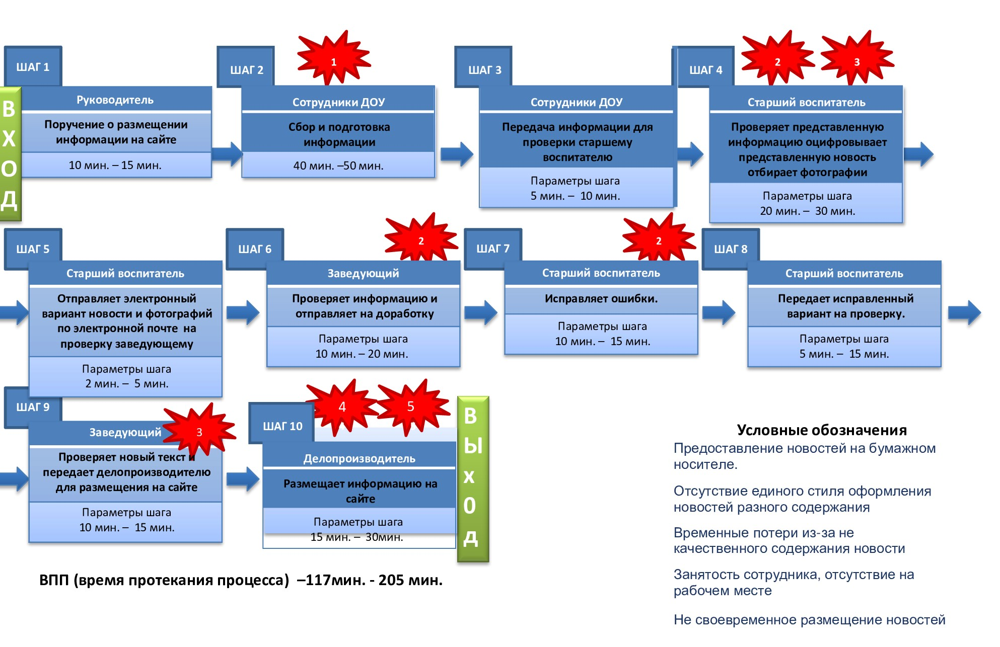 ШАГ 1
ШАГ 2
1
ШАГ 3
ШАГ 4
2
3
В
Х
О
Д
Руководитель
Поручение о размещении
информации на сайте
10 мин. – 15 мин.
Сотрудники ДОУ
Сбор и подготовка
информации
40 мин. –50 мин.
Сотрудники ДОУ
Передача информации для
проверки старшему
воспитателю
Параметры шага
5 мин. – 10 мин.
Старший воспитатель
Проверяет представленную
информацию оцифровывает
представленную новость
отбирает фотографии
Параметры шага
20 мин. – 30 мин.
ШАГ 5
Старший воспитатель
Отправляет электронный
вариант новости и фотографий
по электронной почте на
проверку заведующему
Параметры шага
2 мин. – 5 мин.
ШАГ 6
2
Заведующий
Проверяет информацию и
отправляет на доработку
Параметры шага
10 мин. – 20 мин.
ШАГ 7
2
Старший воспитатель
Исправляет ошибки.
Параметры шага
10 мин. – 15 мин.
ШАГ 8
Старший воспитатель
Передает исправленный
вариант на проверку.
Параметры шага
5 мин. – 15 мин.
ШАГ 9
3
Заведующий
Проверяет новый текст и
передает делопроизводителю
для размещения на сайте
Параметры шага
10 мин. – 15 мин.
ШАГ 10
4
5
Делопроизводитель
Размещает информацию на
сайте
Параметры шага
15 мин. – 30мин.
В
Ы
х
0
д
Условные обозначения
Предоставление новостей на бумажном
носителе.
Отсутствие единого стиля оформления
новостей разного содержания
Временные потери из-за не
качественного содержания новости
Занятость сотрудника, отсутствие на
рабочем месте
Не своевременное размещение новостей
ВПП (время протекания процесса) –117мин. - 205 мин.